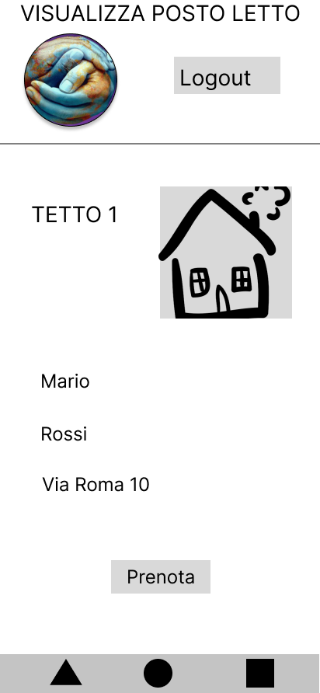 VISUALIZZA POSTO LETTO
Logout
TETTO 1
Mario
Rossi
Via Roma 10
Prenota